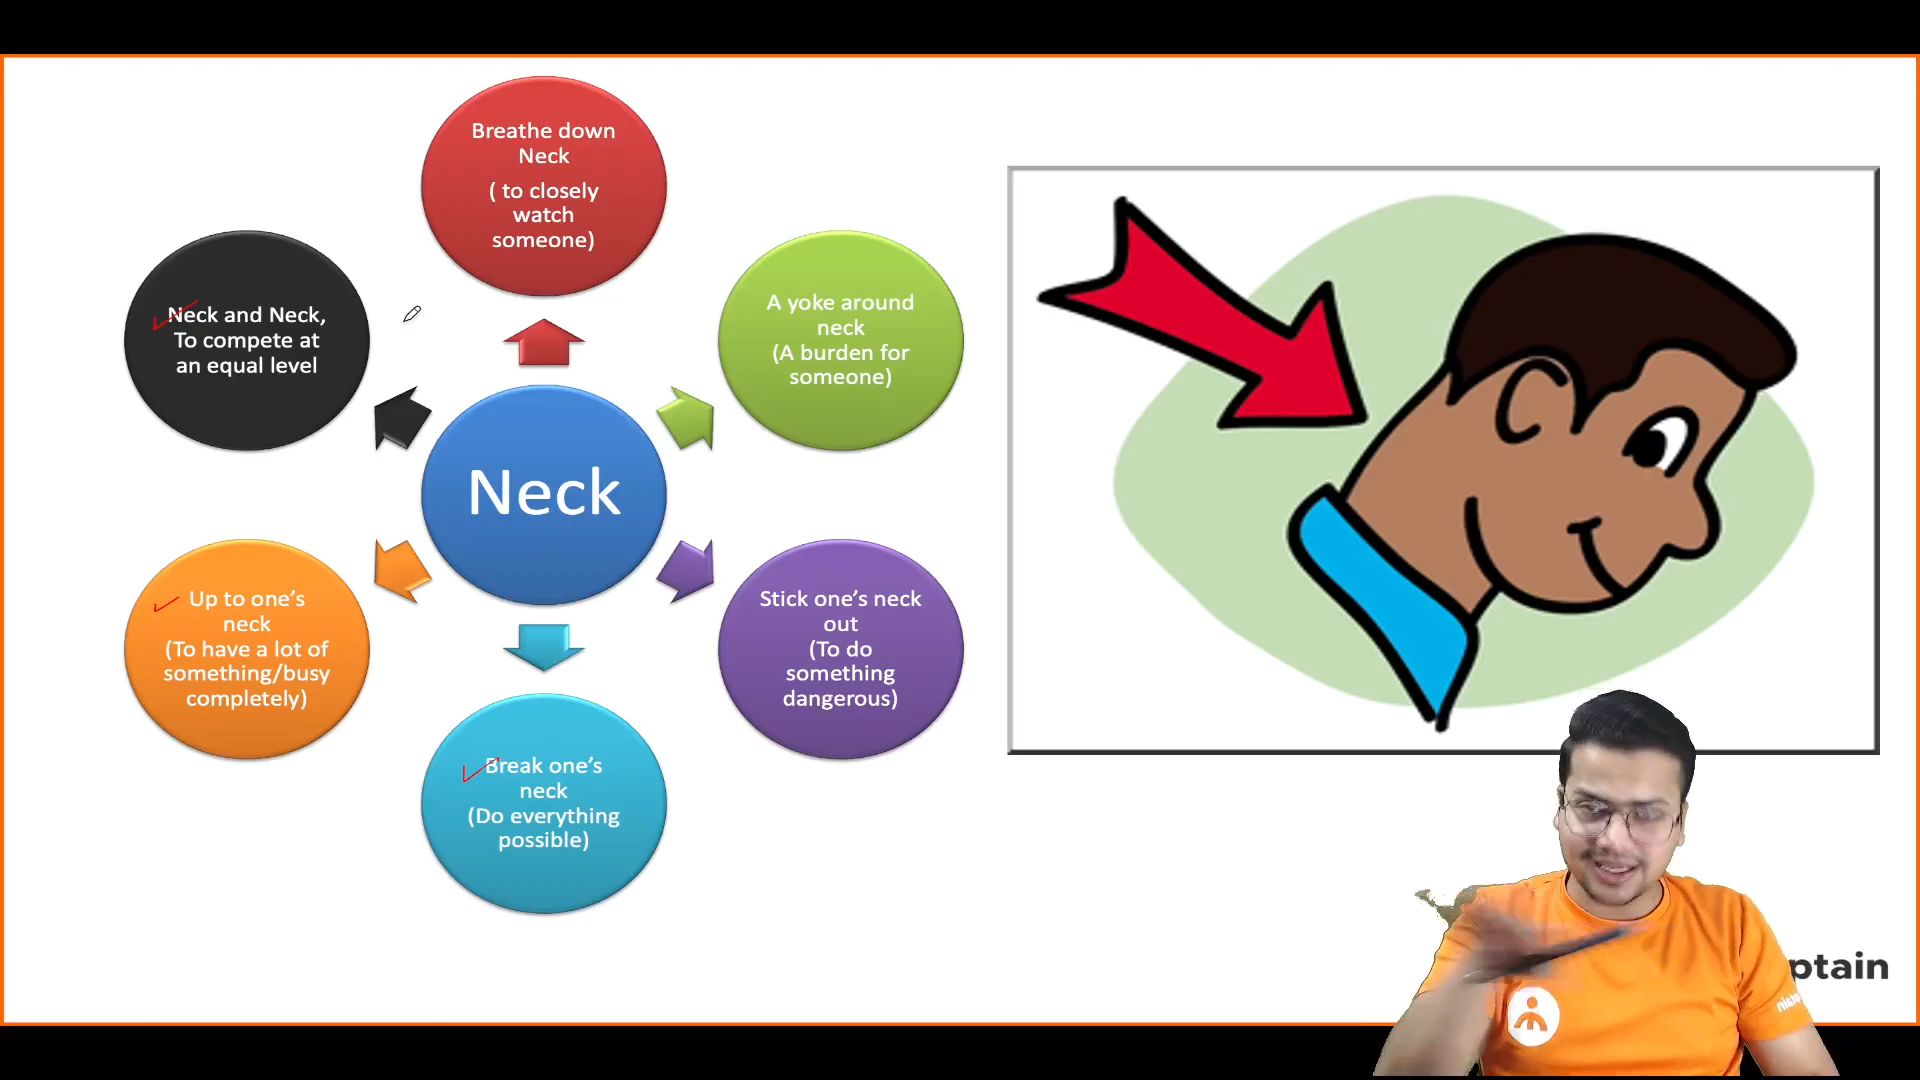 Breathe down
Neck
( to closely
watch
someone)
Neck and Neck,
To compete at
an equal level
A yoke around
neck
(A burden for
someone)
Neck
Up to one’s
neck
(To have a lot of
something/busy
completely)
Stick one’s neck
out
(To do
something
dangerous)
Break one’s
neck
(Do everything
possible)
ptain